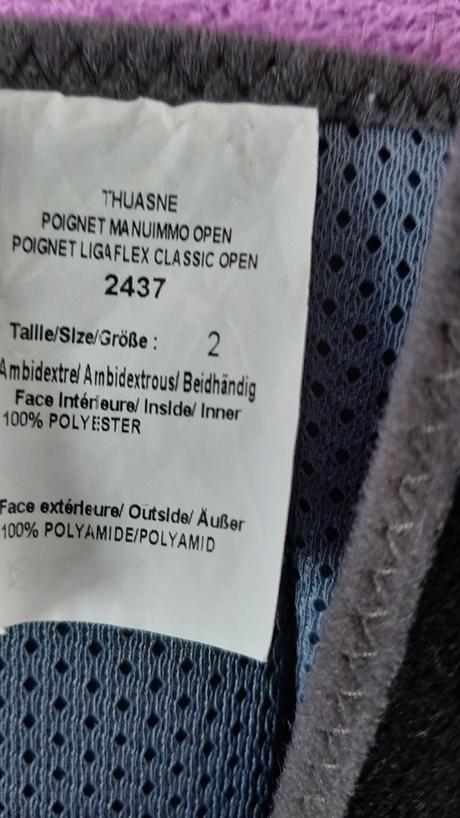 THUASNE
POIGNET MANUIMMO OPEN
POIGNET LIGAFLEX CLASSIC OPEN
2437
Taille/Size/Größe : 2
Ambidextre/ Ambidextrous/ Beidhändig
Face Intérieure/ Inside/ Inner
100% POLYESTER
Face extérieure/ Outside/ Äußer
100% POLYAMIDE/POLYAMID